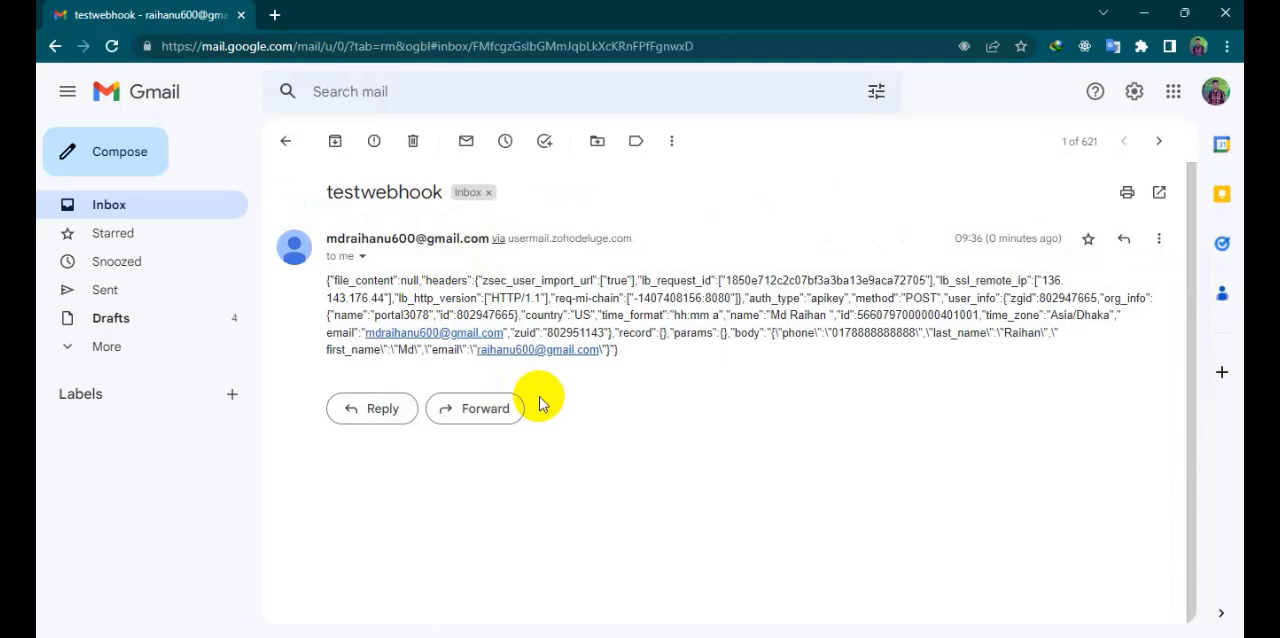 testwebhook - raihanu600@gma
https://mail.google.com/mail/u/0/?tab=rm&ogbl#inbox/FMfcgzGslbGMmJqbLkXcKRnFPfFgnwxD
Gmail
Search mail
Compose
1 of 621
Inbox
Starred
Snoozed
Sent
Drafts 4
More
Labels
testwebhook Inbox ×
mdraihanu600@gmail.com via usermail.zohodeluge.com 09:36 (0 minutes ago)
to me
{"file_content":null,"headers":{"zsec_user_import_url":["true"],"lb_request_id":["1850e712c2c07bf3a3ba13e9aca72705"],"lb_ssl_remote_ip":["136.
143.176.44"],"lb_http_version":["HTTP/1.1"],"req-mi-chain":["-1407408156:8080"]},"auth_type":"apikey","method":"POST","user_info":{"zgid":802947665,"org_info":
{"name":"portal3078","id":802947665},"country":"US","time_format":"hh:mm a","name":"Md Raihan ","id":5660797000000401001,"time_zone":"Asia/Dhaka","
email":"mdraihanu600@gmail.com","zuid":"802951143"},"record":{},"params":{},"body":"{\"phone\":\"0178888888888\",\"last_name\":\"Raihan\",\"
first_name\":\"Md\",\"email\":\"raihanu600@gmail.com\"}"}
Reply
Forward
31